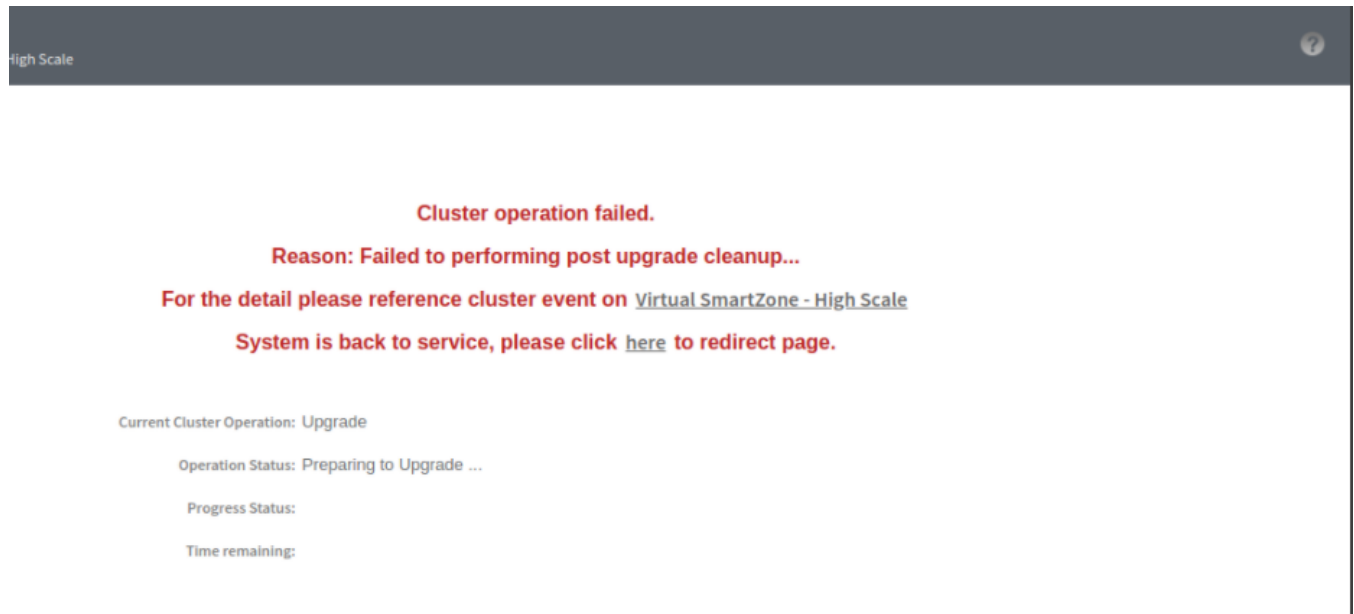 High Scale
Cluster operation failed.
Reason: Failed to performing post upgrade cleanup...
For the detail please reference cluster event on Virtual SmartZone - High Scale
System is back to service, please click here to redirect page.
Current Cluster Operation: Upgrade
Operation Status: Preparing to Upgrade ...
Progress Status:
Time remaining: